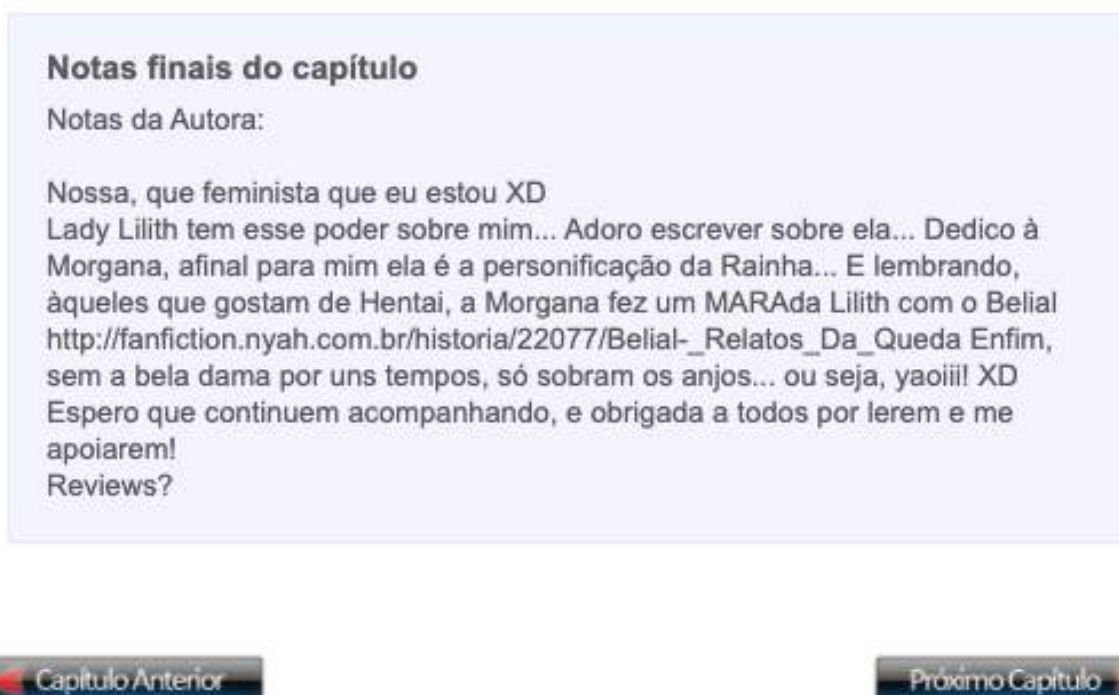 Notas finais do capítulo
Notas da Autora:
Nossa, que feminista que eu estou XD
Lady Lilith tem esse poder sobre mim... Adoro escrever sobre ela... Dedico à
Morgana, afinal para mim ela é a personificação da Rainha... E lembrando,
àqueles que gostam de Hentai, a Morgana fez um MARAda Lilith com o Belial
http://fanfiction.nyah.com.br/historia/22077/Belial-_Relatos_Da_Queda Enfim,
sem a bela dama por uns tempos, só sobram os anjos... ou seja, yaoiii! XD
Espero que continuem acompanhando, e obrigada a todos por lerem e me
apoiarem!
Reviews?
Capítulo Anterior
Próximo Capítulo